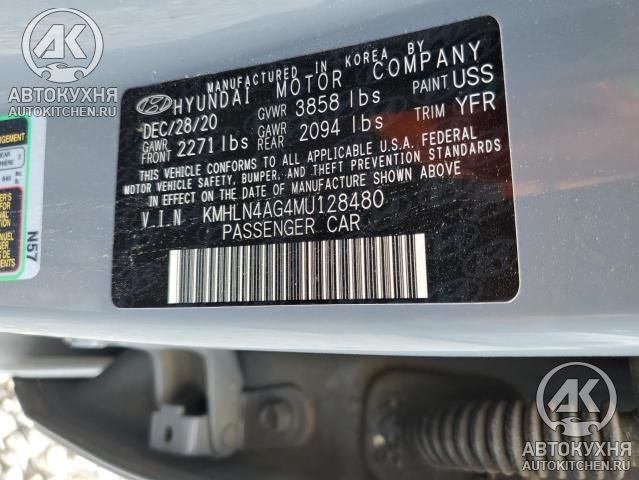 АК
АВТОКУХНЯ
AUTOKITCHEN.RU
MANUFACTURED IN KOREA BY
HYUNDAI MOTOR COMPANY
DEC/28/20 GVWR 3858 lbs PAINT USS
GAWR FRONT 2271 lbs GAWR REAR 2094 lbs TRIM YFR
THIS VEHICLE CONFORMS TO ALL APPLICABLE U.S.A. FEDERAL
MOTOR VEHICLE SAFETY, BUMPER, AND THEFT PREVENTION STANDARDS
IN EFFECT ON THE DATE OF MANUFACTURE SHOWN ABOVE
V.I.N KMHLN4AG4MU128480
PASSENGER CAR
N57
АК
АВТОКУХНЯ
AUTOKITCHEN.RU